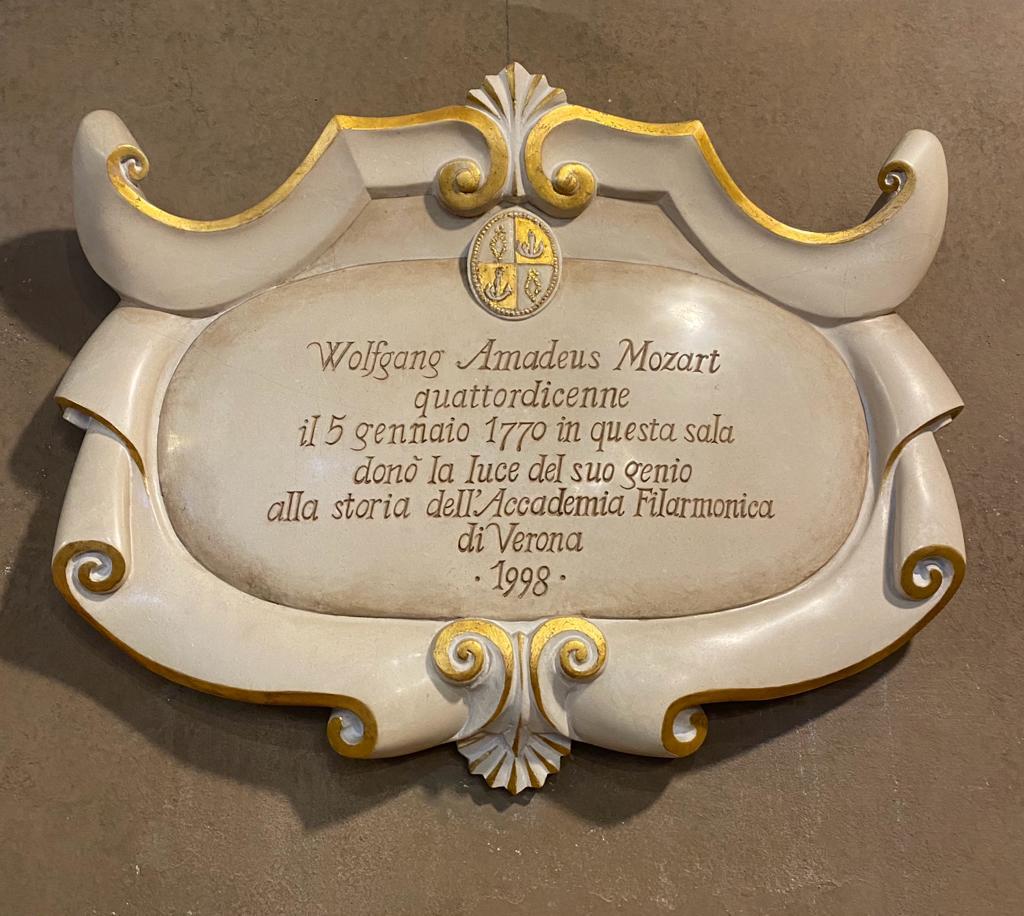 Wolfgang Amadeus Mozart
quattordicenne
il 5 gennaio 1770 in questa sala
donò la luce del suo genio
alla storia dell'Accademia Filarmonica
di Verona
· 1998 ·